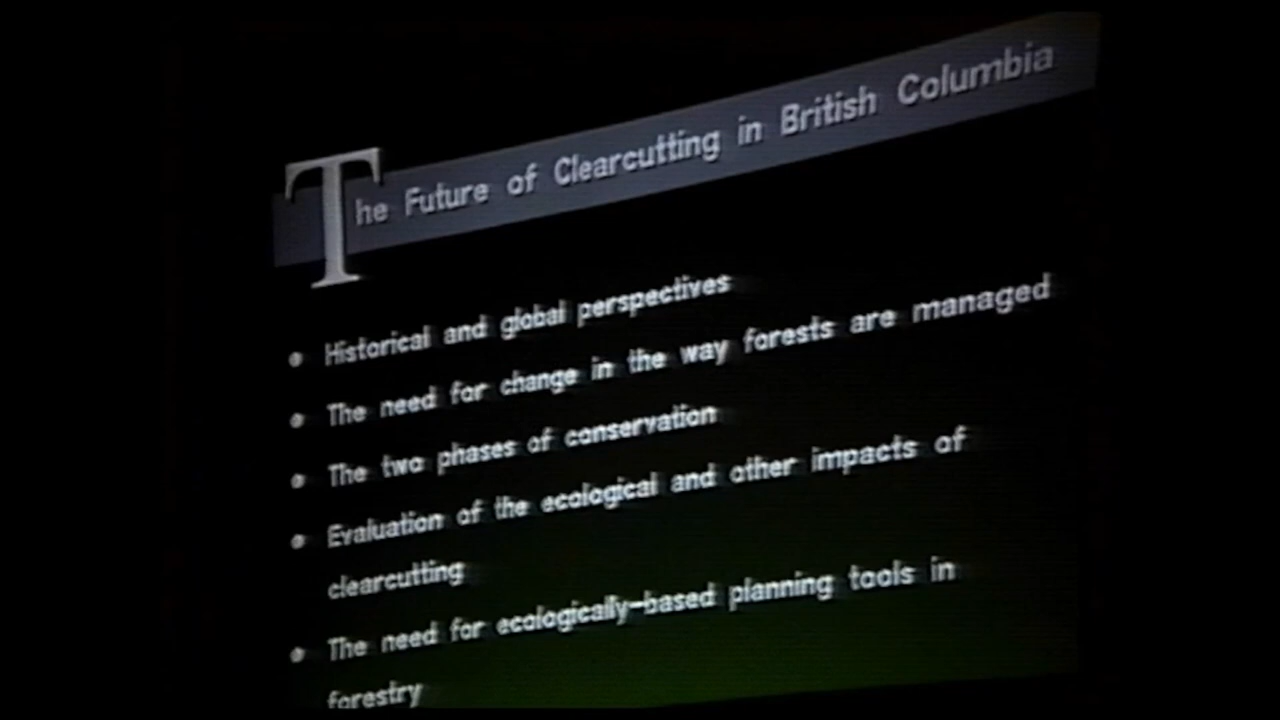 The Future of Clearcutting in British Columbia
• Historical and global perspectives
• The need for change in the way forests are managed
• The two phases of conservation
• Evaluation of the ecological and other impacts of
clearcutting
• The need for ecologically-based planning tools in
forestry